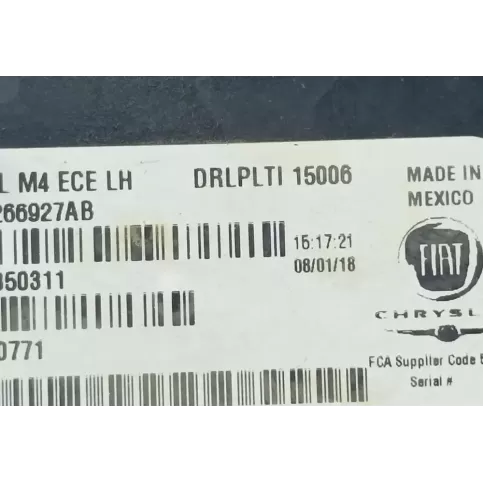 L M4 ECE LH DRLPLTI 15006
266927AB
MADE IN
MEXICO
15:17:21
08/01/18
350311
FIAT
CHRYSL
0771
FCA Supplier Code 5
Serial #